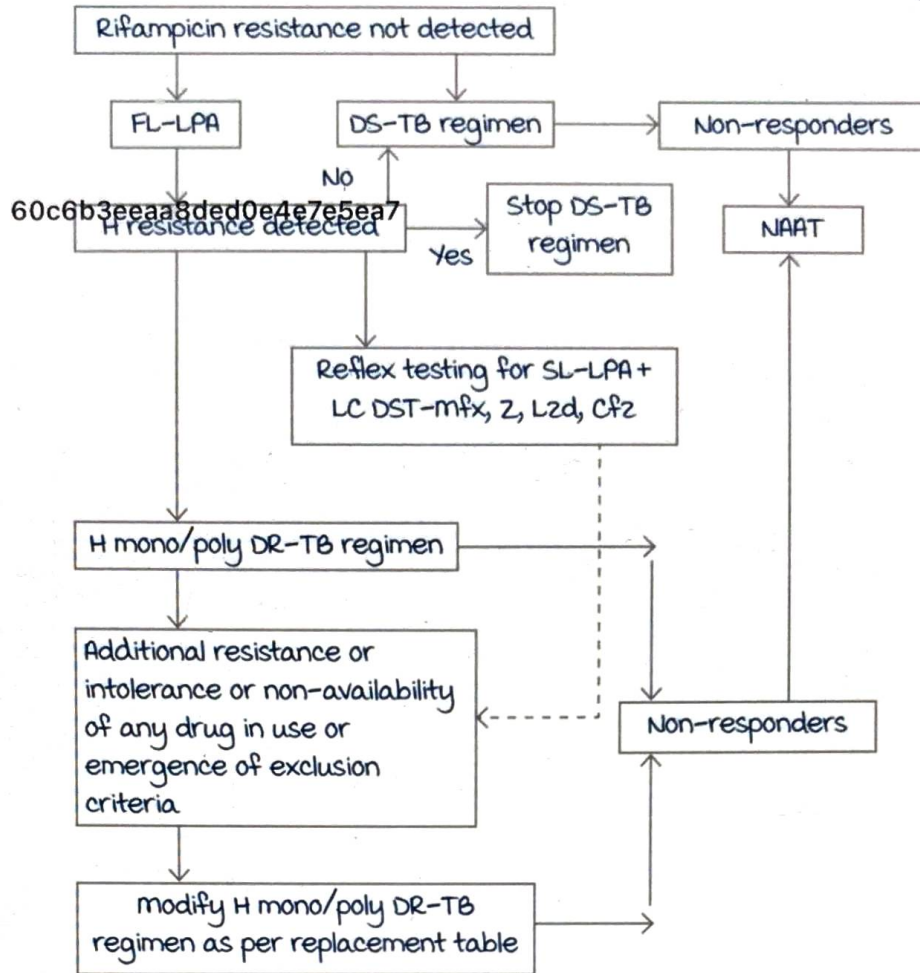 Rifampicin resistance not detected
FL-LPA
DS-TB regimen
Non-responders
No
60c6b3eeaa8ded0e4e7e5ea7
H resistance detected
Yes
Stop DS-TB
regimen
NAAT
Reflex testing for SL-LPA+
LC DST-mfx, Z, Lzd, Cfz
H mono/poly DR-TB regimen
Additional resistance or
intolerance or non-availability
of any drug in use or
emergence of exclusion
criteria
Non-responders
modify H mono/poly DR-TB
regimen as per replacement table